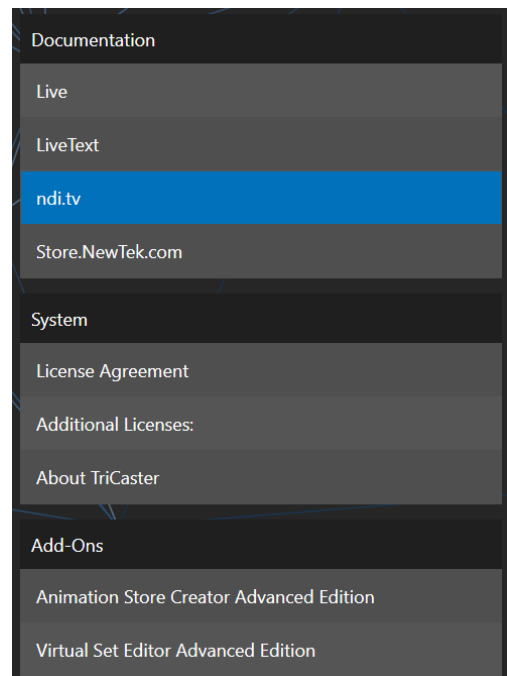 Documentation
Live
LiveText
ndi.tv
Store.NewTek.com
System
License Agreement
Additional Licenses:
About TriCaster
Add-Ons
Animation Store Creator Advanced Edition
Virtual Set Editor Advanced Edition